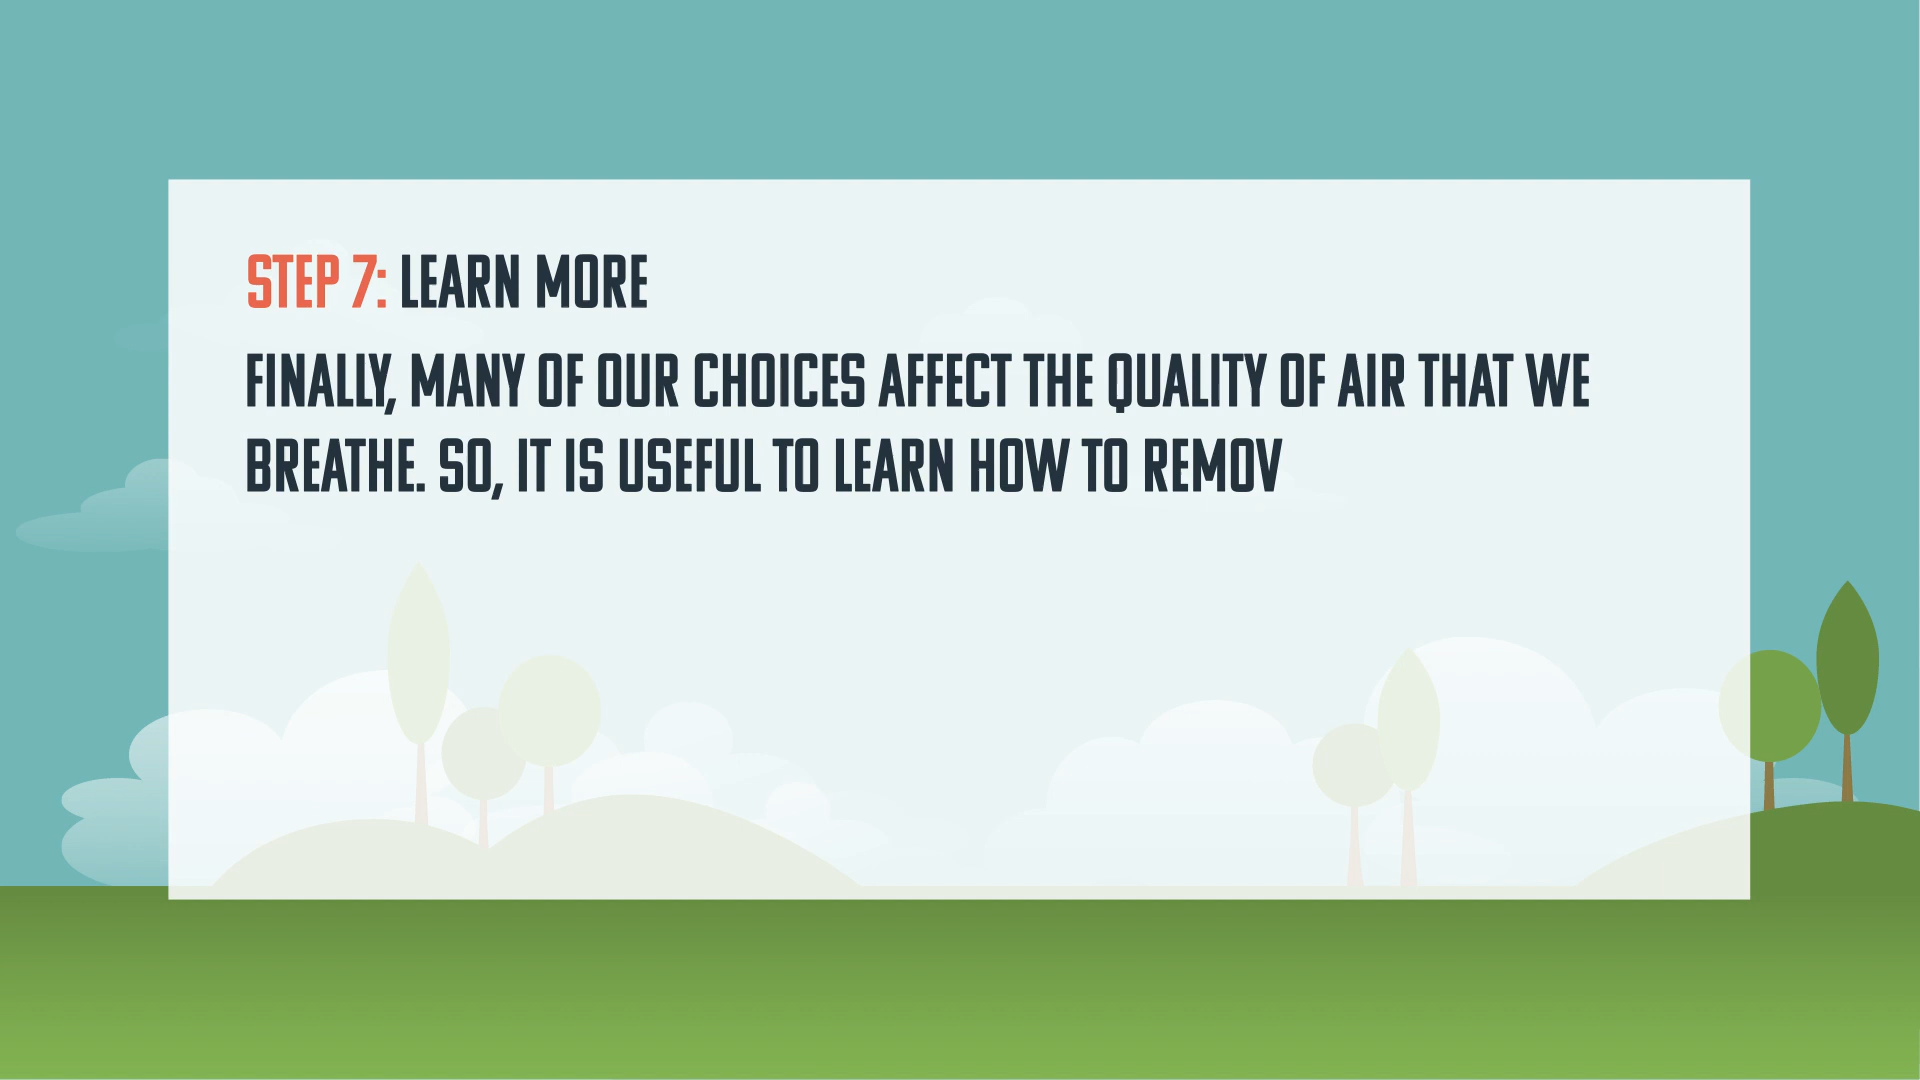 STEP 7: LEARN MORE
FINALLY, MANY OF OUR CHOICES AFFECT THE QUALITY OF AIR THAT WE
BREATHE. SO, IT IS USEFUL TO LEARN HOW TO REMOV